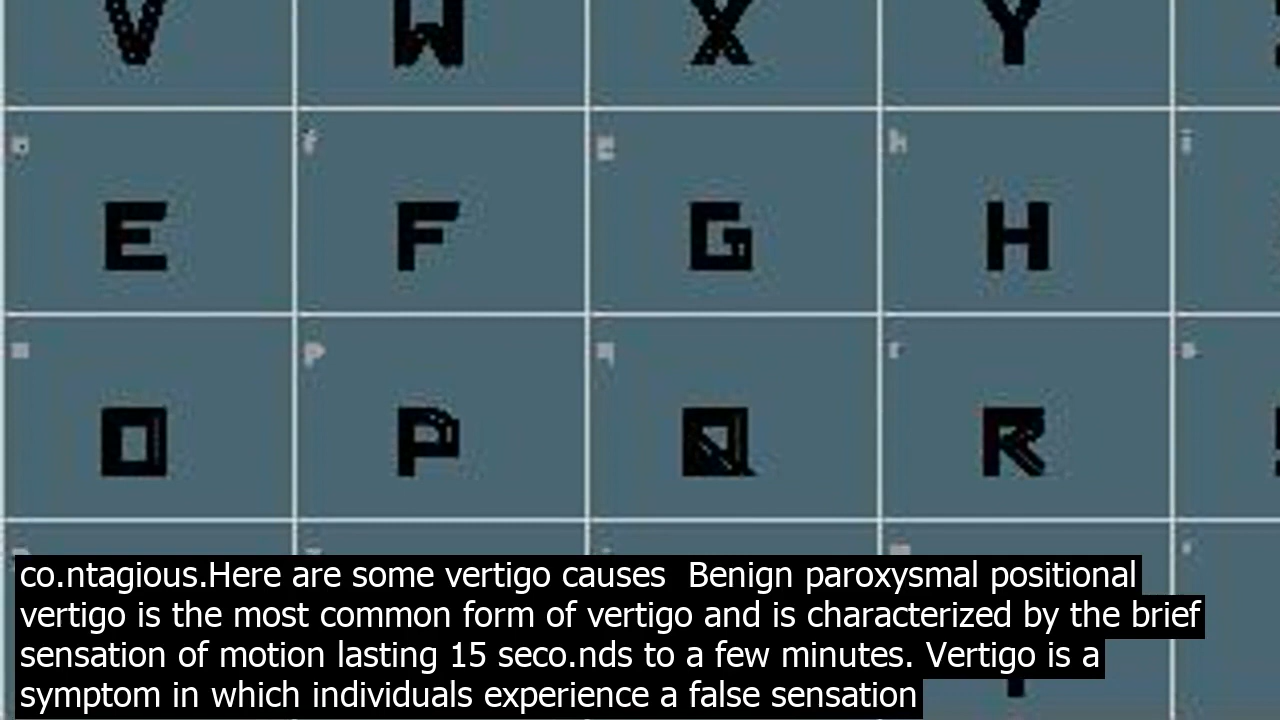 V W X Y
f g h i
E F G H
p q r s
O P Q R
co.ntagious.Here are some vertigo causes  Benign paroxysmal positional
vertigo is the most common form of vertigo and is characterized by the brief
sensation of motion lasting 15 seco.nds to a few minutes. Vertigo is a
symptom in which individuals experience a false sensation